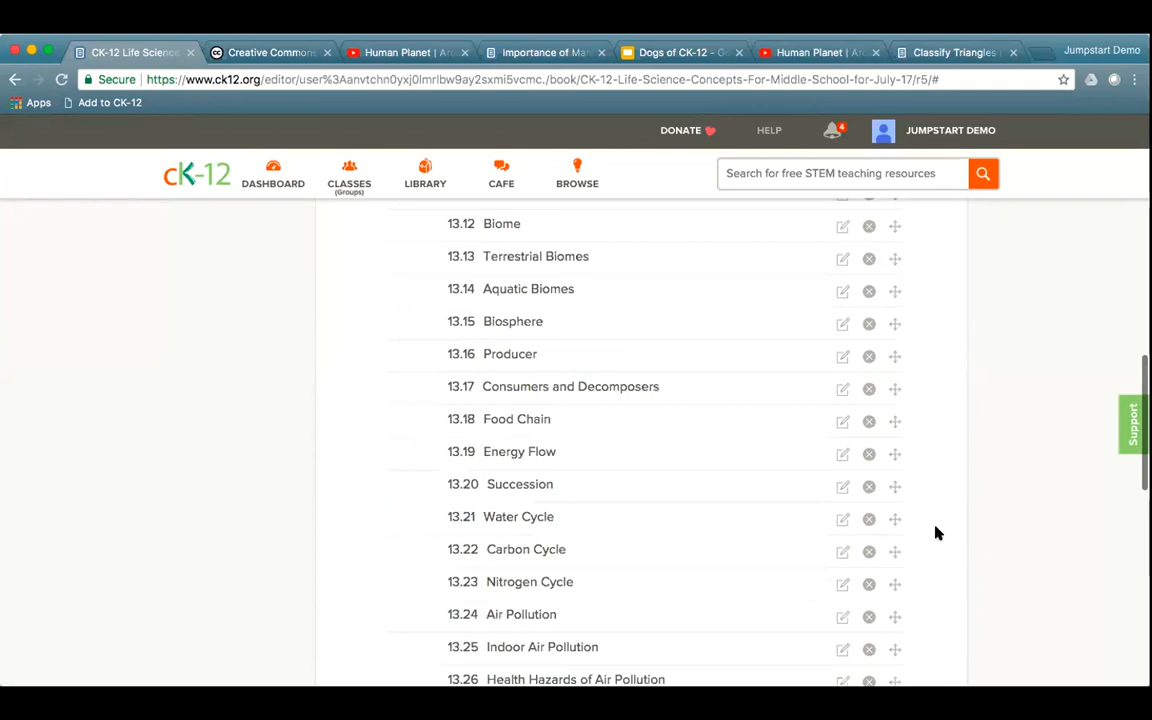 CK-12 Life Science
Creative Commons
Human Planet | Ar
Importance of Ma
Dogs of CK-12 - G
Human Planet | Ar
Classify Triangles
Jumpstart Demo
Secure
https://www.ck12.org/editor/user%3Aanvtchn0yxj0lmrlbw9ay2sxmi5vcmc./book/CK-12-Life-Science-Concepts-For-Middle-School-for-July-17/r5/#
Apps
Add to CK-12
DONATE
HELP
4
JUMPSTART DEMO
cK-12
DASHBOARD
CLASSES
(Groups)
LIBRARY
CAFE
BROWSE
Search for free STEM teaching resources
13.12 Biome
13.13 Terrestrial Biomes
13.14 Aquatic Biomes
13.15 Biosphere
13.16 Producer
13.17 Consumers and Decomposers
13.18 Food Chain
13.19 Energy Flow
13.20 Succession
13.21 Water Cycle
13.22 Carbon Cycle
13.23 Nitrogen Cycle
13.24 Air Pollution
13.25 Indoor Air Pollution
13.26 Health Hazards of Air Pollution
Support